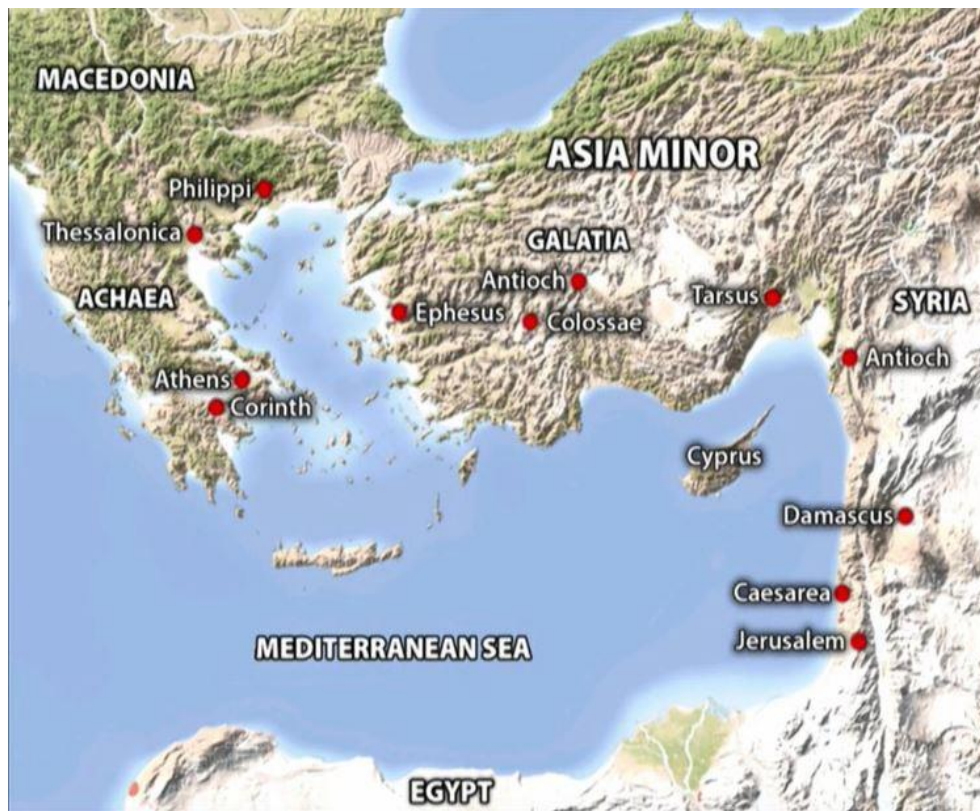 MACEDONIA
ASIA MINOR
Philippi
Thessalonica
GALATIA
Antioch
ACHAEA
Tarsus
SYRIA
Ephesus
Colossae
Antioch
Athens
Corinth
Cyprus
Damascus
Caesarea
MEDITERRANEAN SEA
Jerusalem
EGYPT